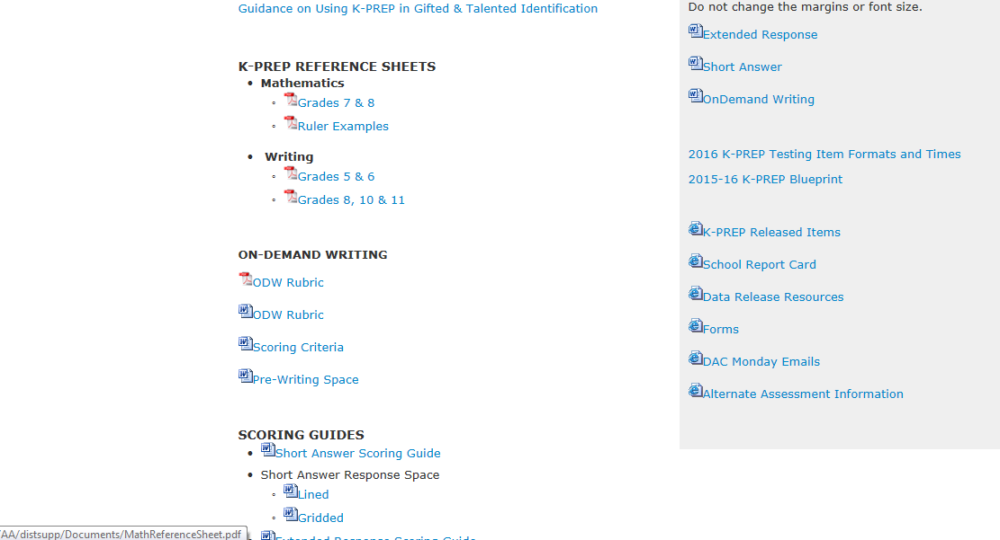 Guidance on Using K-PREP in Gifted & Talented Identification
K-PREP REFERENCE SHEETS
• Mathematics
◦ Grades 7 & 8
◦ Ruler Examples
• Writing
◦ Grades 5 & 6
◦ Grades 8, 10 & 11
ON-DEMAND WRITING
ODW Rubric
ODW Rubric
Scoring Criteria
Pre-Writing Space
SCORING GUIDES
• Short Answer Scoring Guide
• Short Answer Response Space
◦ Lined
◦ Gridded
Extended Response Scoring Guide
/AA/distsupp/Documents/MathReferenceSheet.pdf
Do not change the margins or font size.
Extended Response
Short Answer
OnDemand Writing
2016 K-PREP Testing Item Formats and Times
2015-16 K-PREP Blueprint
K-PREP Released Items
School Report Card
Data Release Resources
Forms
DAC Monday Emails
Alternate Assessment Information